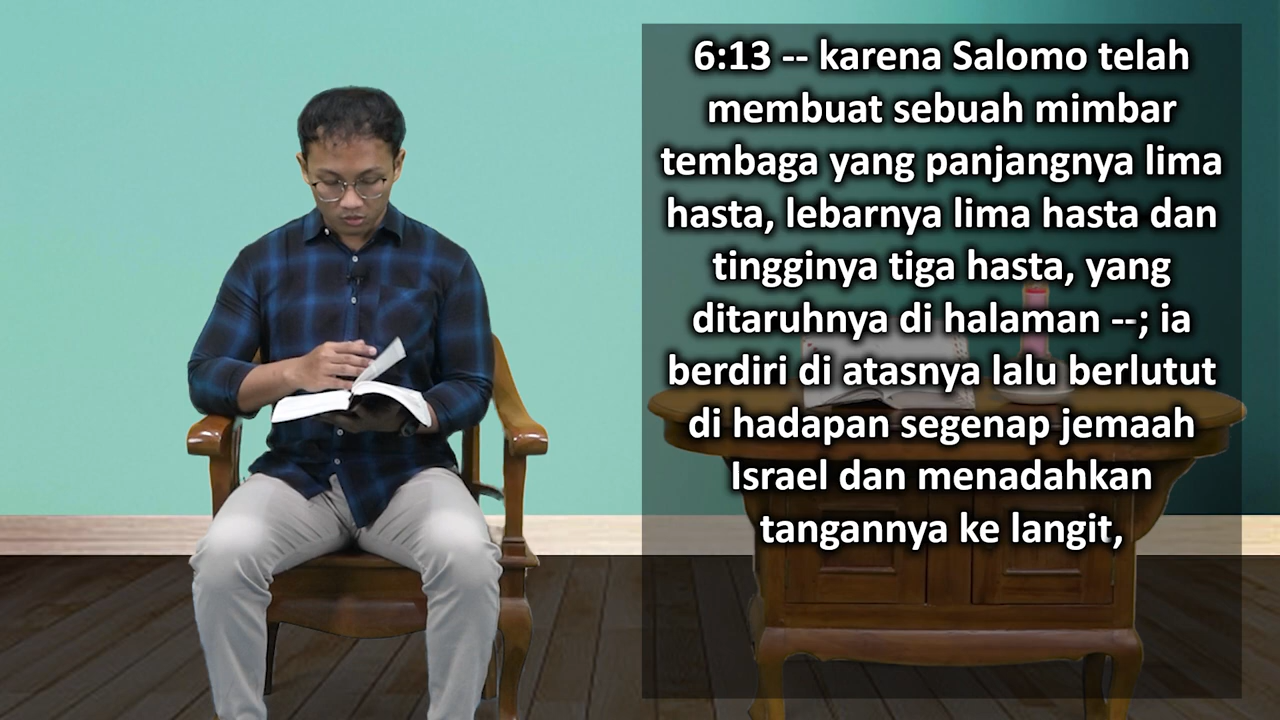 6:13 -- karena Salomo telah
membuat sebuah mimbar
tembaga yang panjangnya lima
hasta, lebarnya lima hasta dan
tingginya tiga hasta, yang
ditaruhnya di halaman --; ia
berdiri di atasnya lalu berlutut
di hadapan segenap jemaah
Israel dan menadahkan
tangannya ke langit,